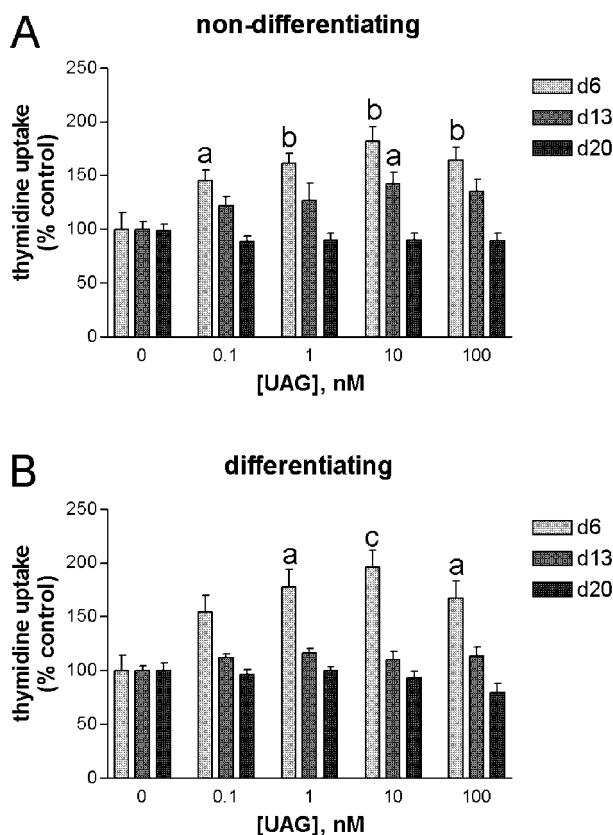 A
non-differentiating
thymidine uptake
(% control)
250
200
150
100
50
0
a
b
b
a
b
d6
d13
d20
0 0.1 1 10 100
[UAG], nM
B
differentiating
thymidine uptake
(% control)
250
200
150
100
50
0
a
c
a
d6
d13
d20
0 0.1 1 10 100
[UAG], nM